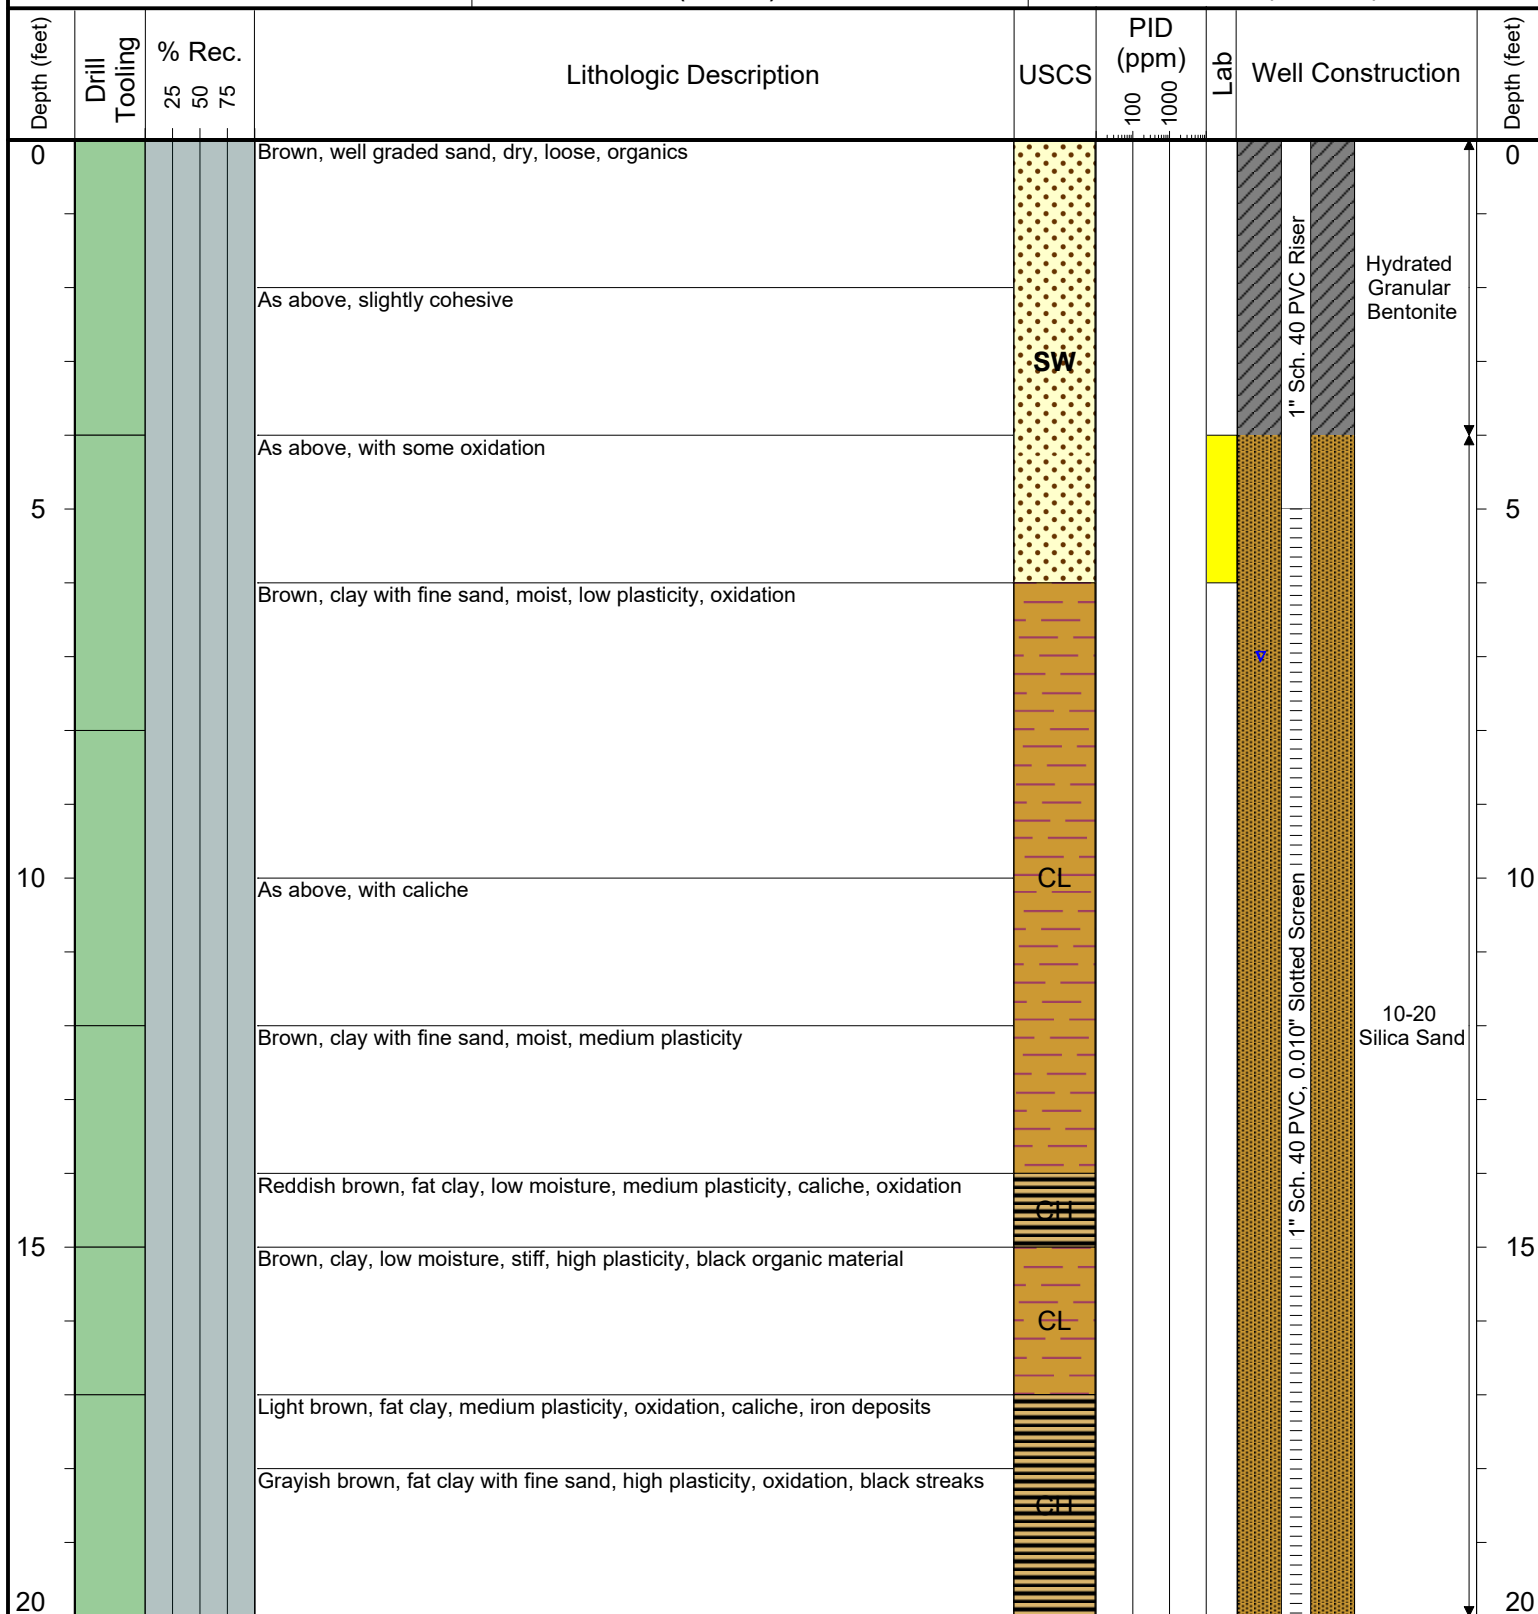 Depth (feet)
Drill
Tooling
% Rec.
25 50 75
Lithologic Description
USCS
PID
(ppm)
100 1000
Lab
Well Construction
Depth (feet)
0
Brown, well graded sand, dry, loose, organics
0
1" Sch. 40 PVC Riser
Hydrated
Granular
Bentonite
As above, slightly cohesive
SW
As above, with some oxidation
5
5
Brown, clay with fine sand, moist, low plasticity, oxidation
10
As above, with caliche
CL
10
1" Sch. 40 PVC, 0.010" Slotted Screen
10-20
Silica Sand
Brown, clay with fine sand, moist, medium plasticity
Reddish brown, fat clay, low moisture, medium plasticity, caliche, oxidation
CH
15
Brown, clay, low moisture, stiff, high plasticity, black organic material
1" Sch. 40 PVC, 
15
CL
Light brown, fat clay, medium plasticity, oxidation, caliche, iron deposits
Grayish brown, fat clay with fine sand, high plasticity, oxidation, black streaks
CH
20
20